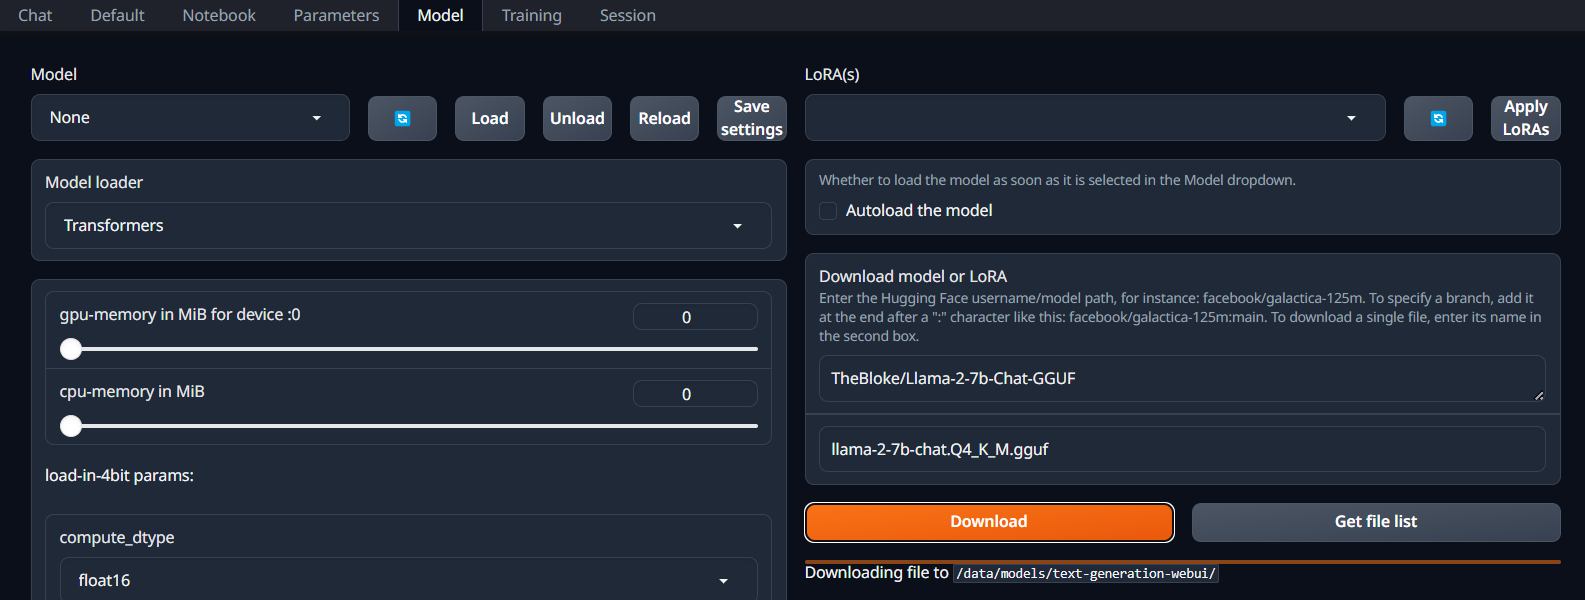 Chat Default Notebook Parameters Model Training Session
Model
None
Load
Unload
Reload
Save
settings
Model loader
Transformers
gpu-memory in MiB for device :0
0
cpu-memory in MiB
0
load-in-4bit params:
compute_dtype
float16
LoRA(s)
Apply
LoRAs
Whether to load the model as soon as it is selected in the Model dropdown.
Autoload the model
Download model or LoRA
Enter the Hugging Face username/model path, for instance: facebook/galactica-125m. To specify a branch, add it
at the end after a ":" character like this: facebook/galactica-125m:main. To download a single file, enter its name in
the second box.
TheBloke/Llama-2-7b-Chat-GGUF
llama-2-7b-chat.Q4_K_M.gguf
Download
Get file list
Downloading file to /data/models/text-generation-webui/